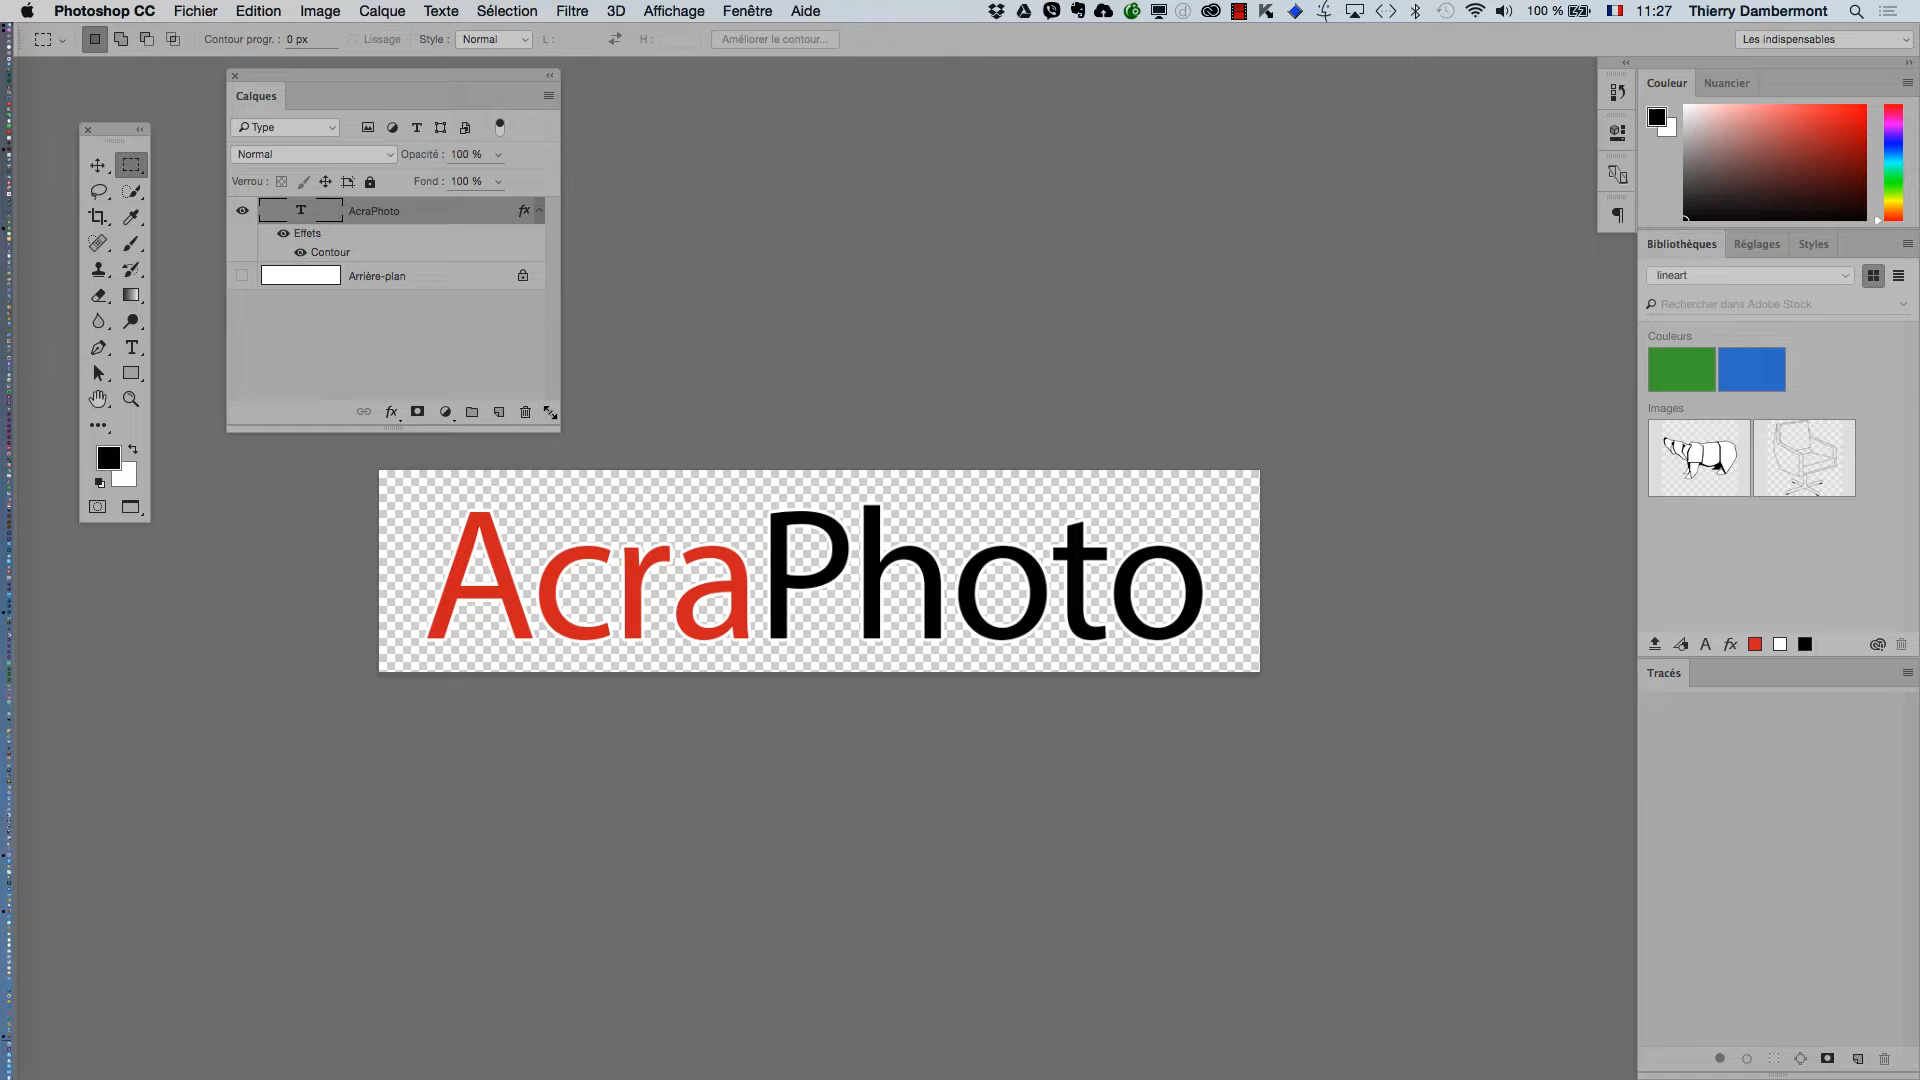 Photoshop CC Fichier Edition Image Calque Texte Sélection Filtre 3D Affichage Fenêtre Aide 100 % 11:27 Thierry Dambermont
Contour progr. : 0 px Lissage Style : Normal L : H : Améliorer le contour... Les indispensables
Calques
Type
Normal Opacité : 100 %
Verrou : Fond : 100 %
T AcraPhoto fx
Effets
Contour
Arrière-plan
fx
AcraPhoto
Couleur Nuancier
Bibliothèques Réglages Styles
lineart
Rechercher dans Adobe Stock
Couleurs
Images
A fx
Tracés